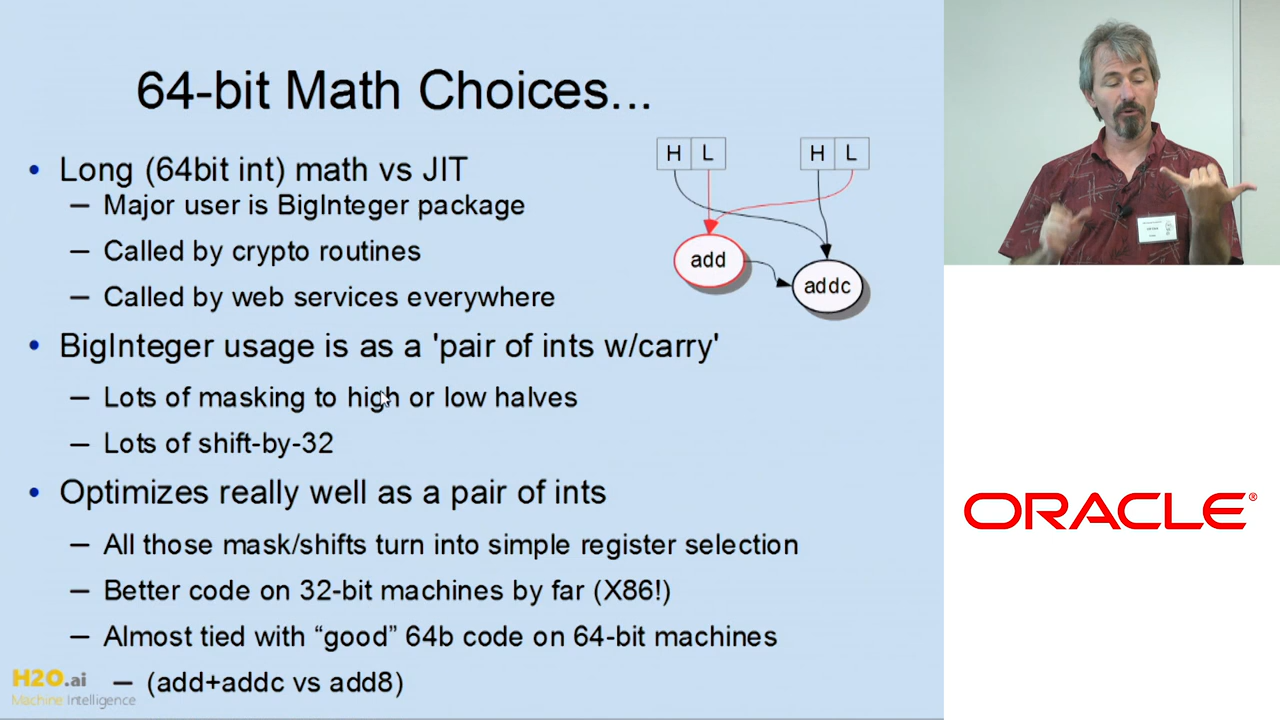 64-bit Math Choices...
• Long (64bit int) math vs JIT
– Major user is BigInteger package
– Called by crypto routines
– Called by web services everywhere
• BigInteger usage is as a 'pair of ints w/carry'
– Lots of masking to high or low halves
– Lots of shift-by-32
• Optimizes really well as a pair of ints
– All those mask/shifts turn into simple register selection
– Better code on 32-bit machines by far (X86!)
– Almost tied with “good” 64b code on 64-bit machines
– (add+addc vs add8)
H L H L
add
addc
H2O.ai
Machine Intelligence
ORACLE®